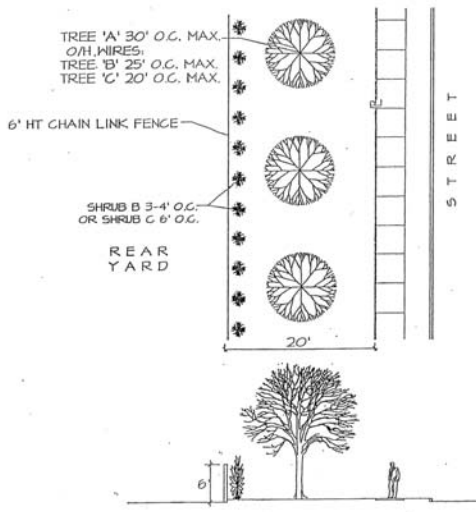 TREE 'A' 30' O.C. MAX.
O/H WIRES:
TREE 'B' 25' O.C. MAX.
TREE 'C' 20' O.C. MAX.
6' HT CHAIN LINK FENCE
SHRUB B 3-4' O.C.
OR SHRUB C 6' O.C.
REAR
YARD
STREET
20'
6'